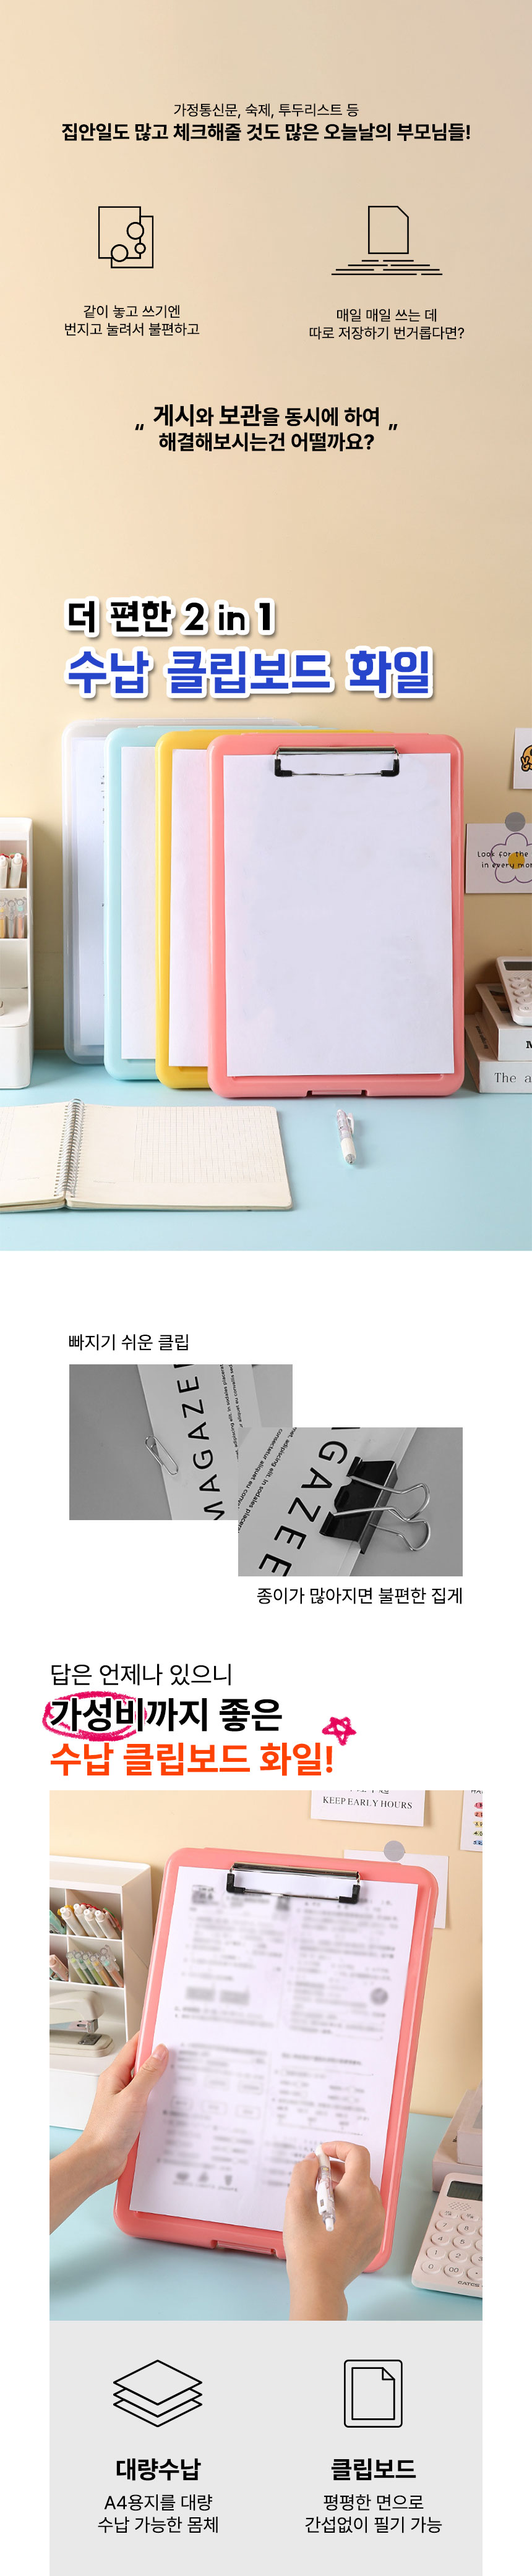 가정통신문, 숙제, 투두리스트 등
집안일도 많고 체크해줄 것도 많은 오늘날의 부모님들!
같이 놓고 쓰기엔
번지고 눌려서 불편하고
매일 매일 쓰는 데
따로 저장하기 번거롭다면?
“ 게시와 보관을 동시에 하여 ”
해결해보시는건 어떨까요?
더 편한 2 in 1
수납 클립보드 화일
Look for the
in every mo
The a
빠지기 쉬운 클립
MAGAZE
GAZEE
종이가 많아지면 불편한 집게
답은 언제나 있으니
가성비까지 좋은
수납 클립보드 화일!
KEEP EARLY HOURS
대량수납
A4용지를 대량
수납 가능한 몸체
클립보드
평평한 면으로
간섭없이 필기 가능